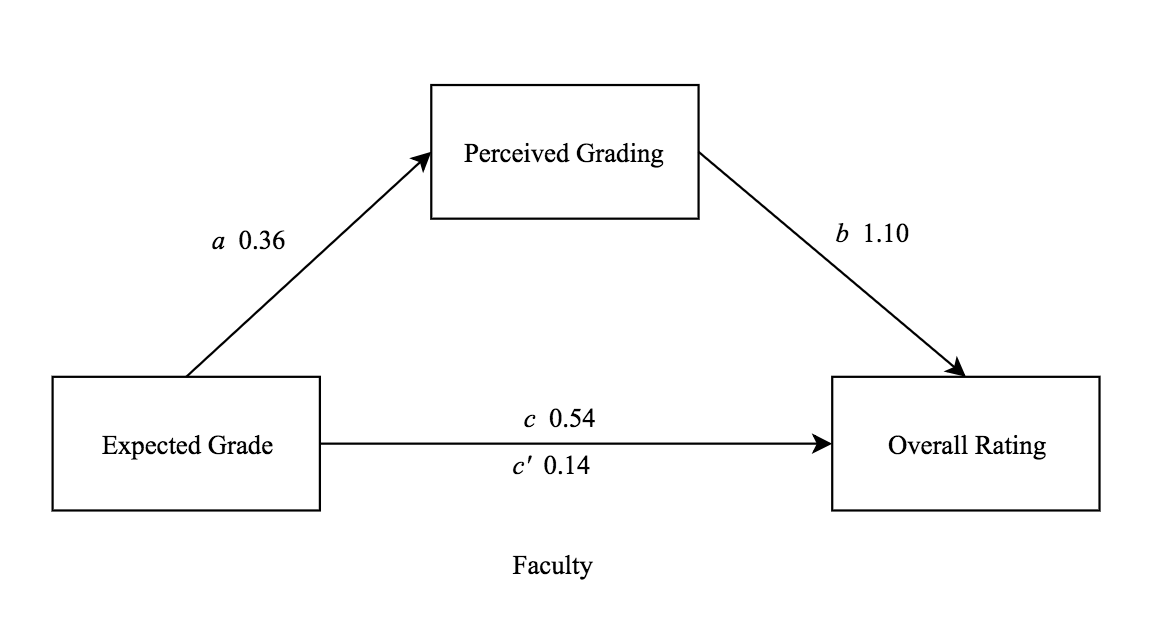 Perceived Grading
a 0.36
b 1.10
c 0.54
Expected Grade
Overall Rating
c' 0.14
Faculty